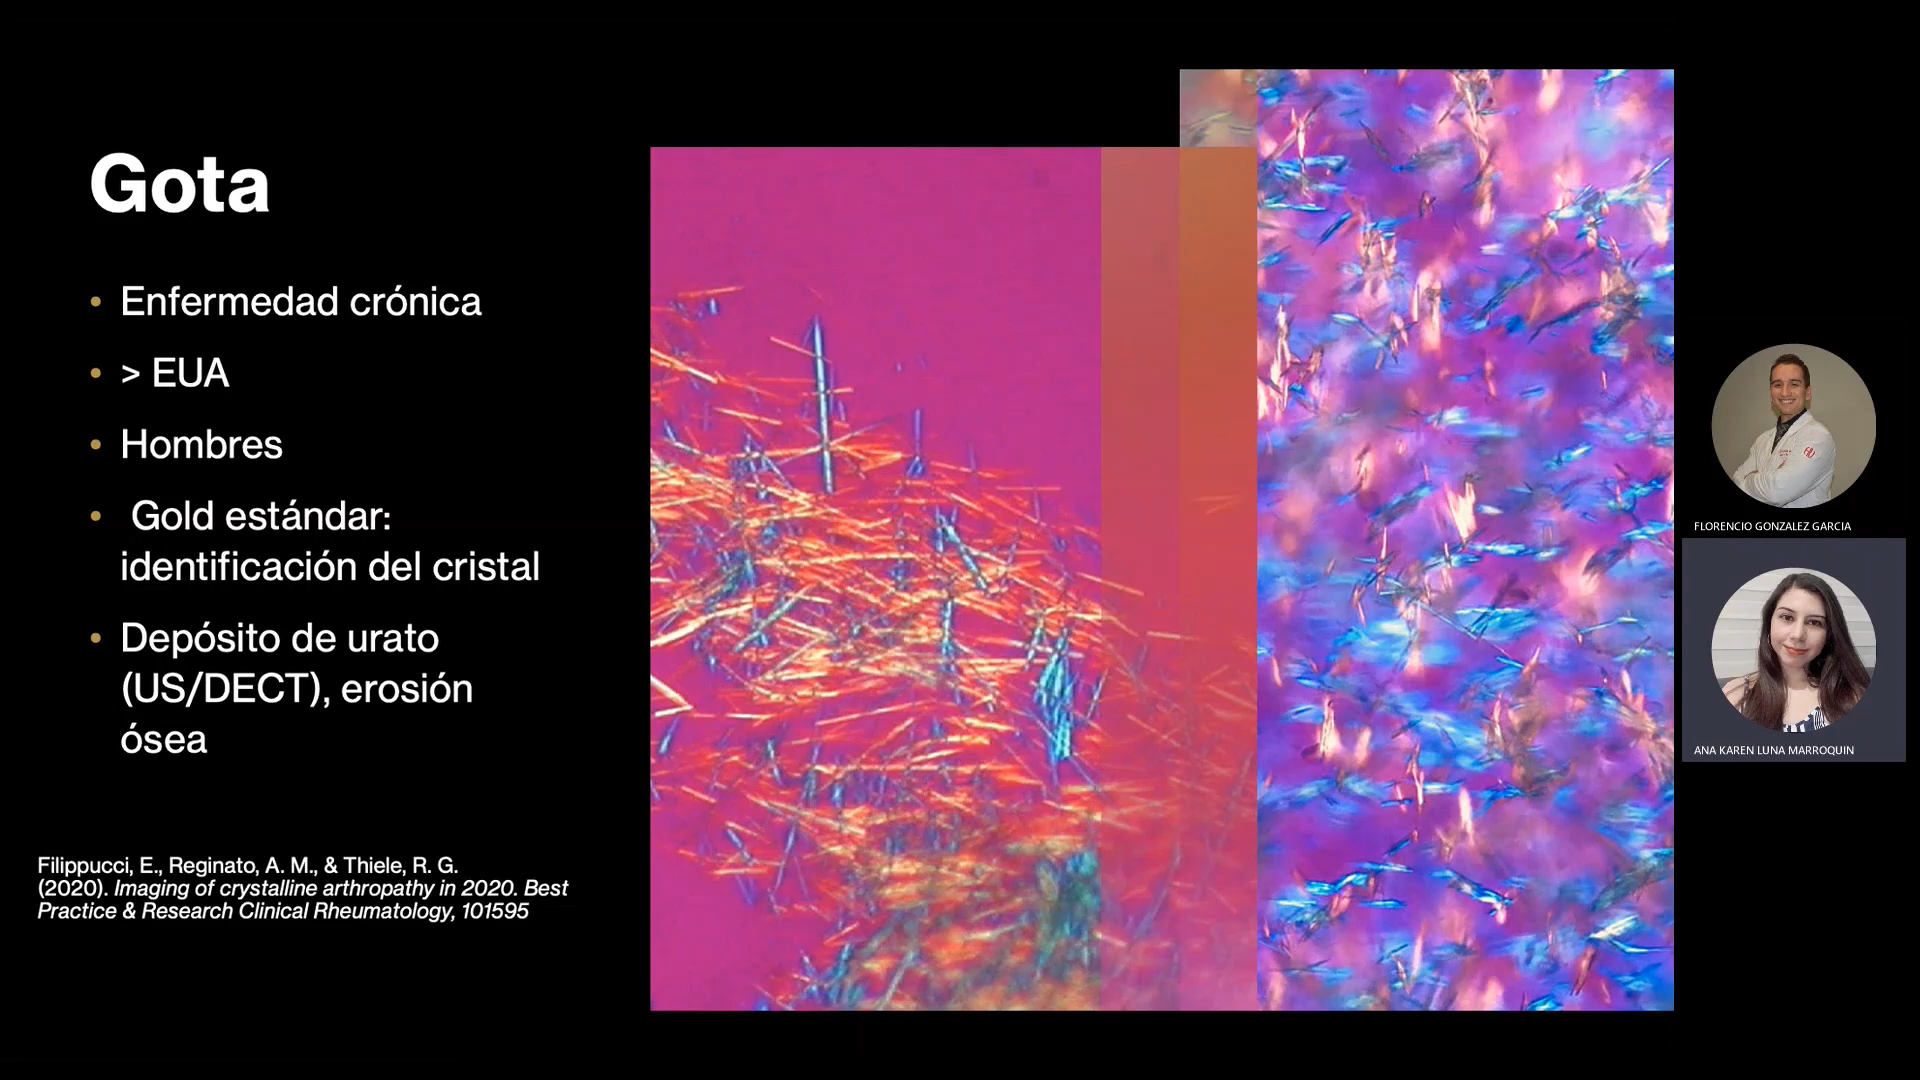 Gota
• Enfermedad crónica
• > EUA
• Hombres
• Gold estándar:
identificación del cristal
• Depósito de urato
(US/DECT), erosión
ósea
Filippucci, E., Reginato, A. M., & Thiele, R. G.
(2020). Imaging of crystalline arthropathy in 2020. Best
Practice & Research Clinical Rheumatology, 101595
FLORENCIO GONZALEZ GARCIA
ANA KAREN LUNA MARROQUIN